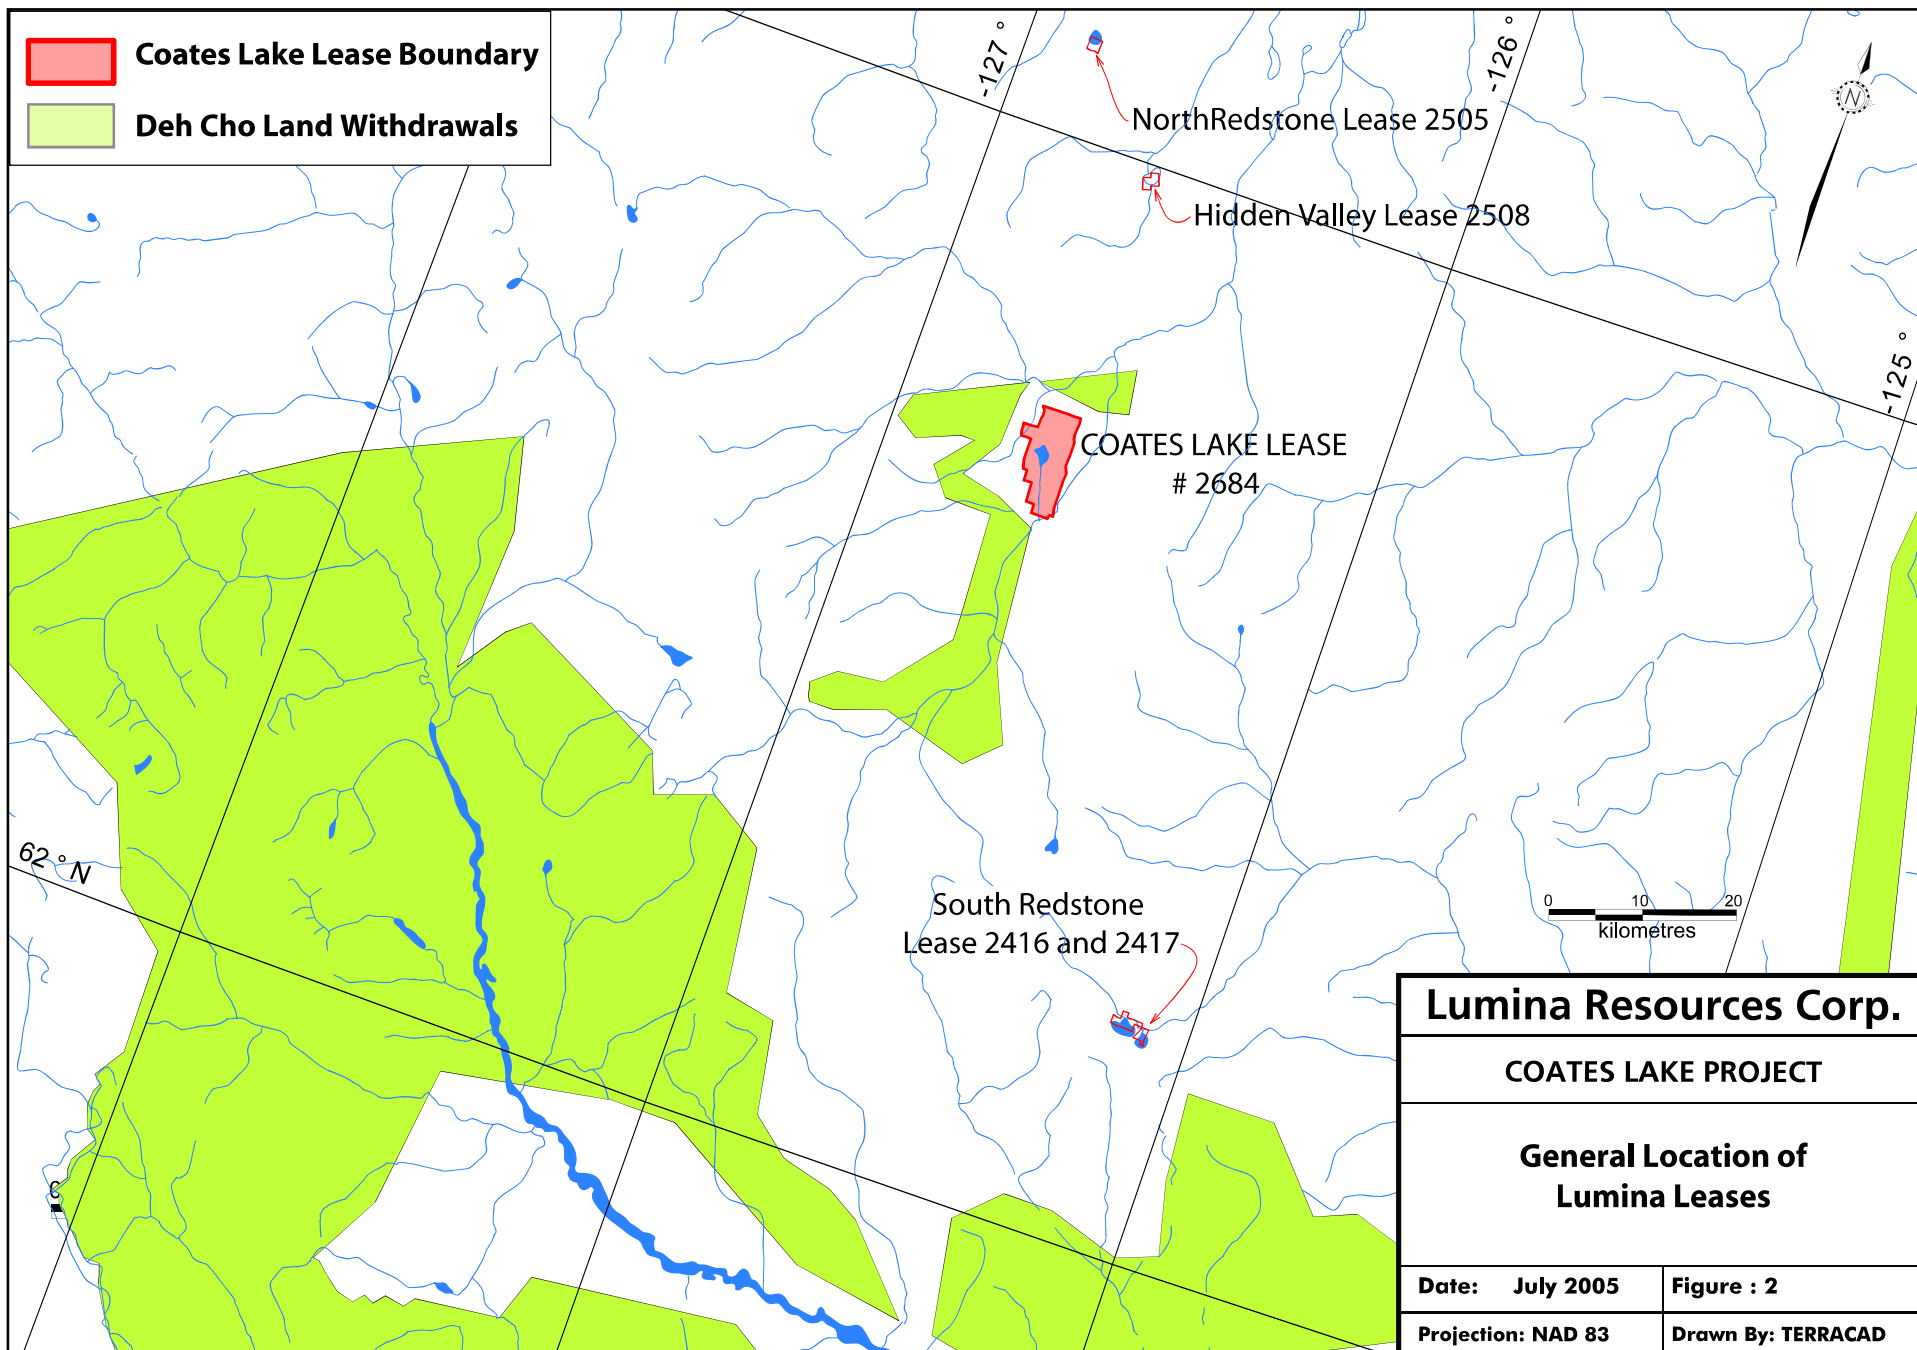 Coates Lake Lease Boundary
Deh Cho Land Withdrawals
-127 °
-126 °
-125 °
N
NorthRedstone Lease 2505
Hidden Valley Lease 2508
COATES LAKE LEASE
# 2684
62 ° N
South Redstone
Lease 2416 and 2417
0 10 20
kilometres
C
Lumina Resources Corp.
COATES LAKE PROJECT
General Location of
Lumina Leases
Date: July 2005
Figure : 2
Projection: NAD 83
Drawn By: TERRACAD